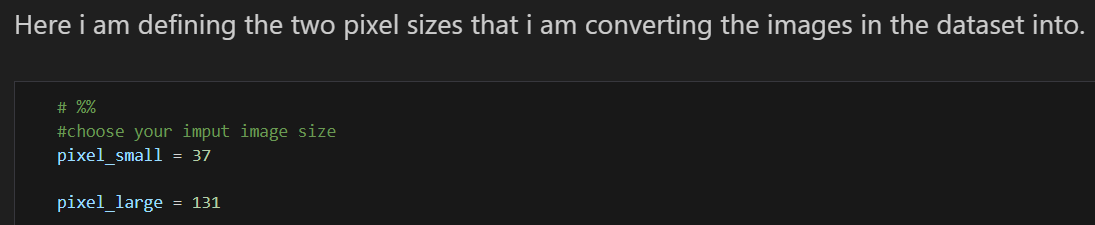 Here i am defining the two pixel sizes that i am converting the images in the dataset into.
# %%
#choose your imput image size
pixel_small = 37
pixel_large = 131